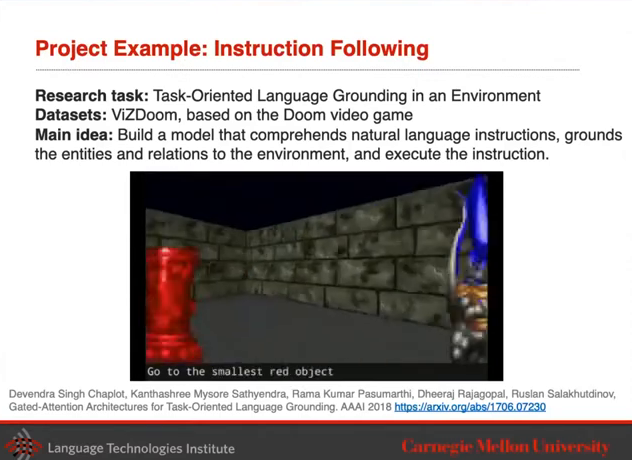 Project Example: Instruction Following
Research task: Task-Oriented Language Grounding in an Environment
Datasets: ViZDoom, based on the Doom video game
Main idea: Build a model that comprehends natural language instructions, grounds
the entities and relations to the environment, and execute the instruction.
Go to the smallest red object
Devendra Singh Chaplot, Kanthashree Mysore Sathyendra, Rama Kumar Pasumarthi, Dheeraj Rajagopal, Ruslan Salakhutdinov,
Gated-Attention Architectures for Task-Oriented Language Grounding. AAAI 2018 https://arxiv.org/abs/1706.07230
Language Technologies Institute
Carnegie Mellon University